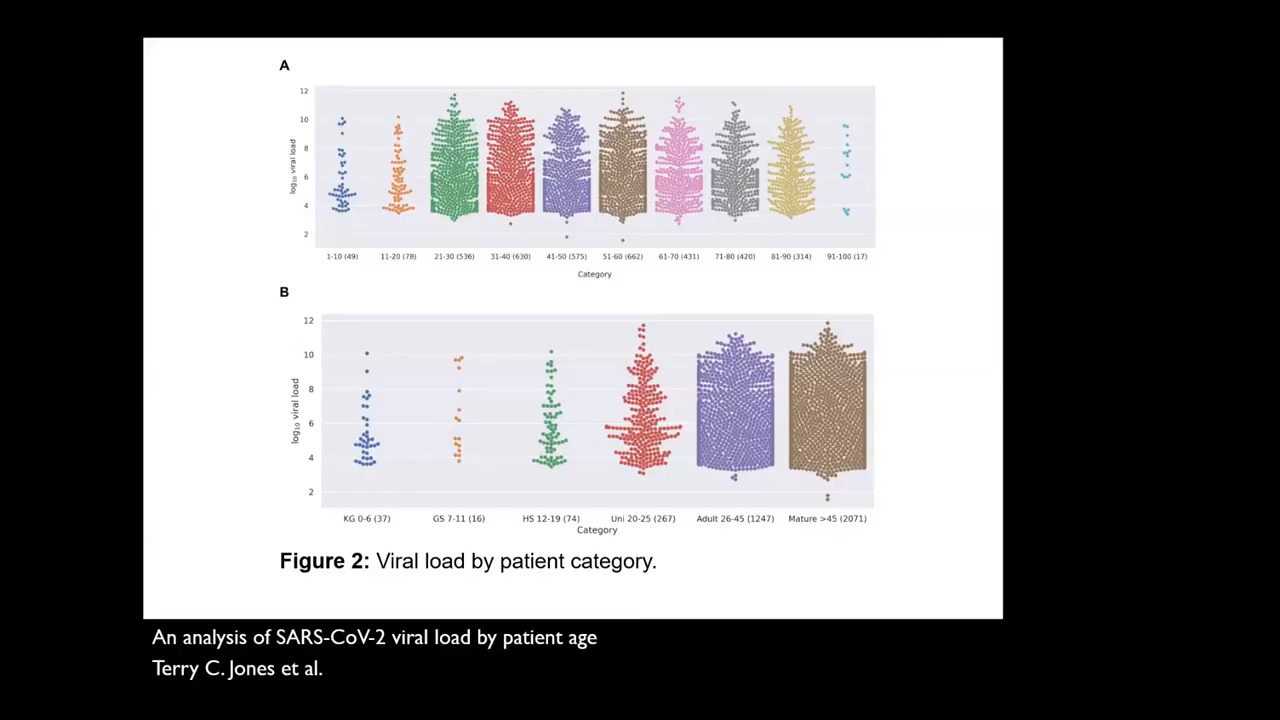 A
12
10
8
6
4
2
log₁₀ viral load
1-10 (49) 11-20 (78) 21-30 (536) 31-40 (630) 41-50 (575) 51-60 (662) 61-70 (431) 71-80 (420) 81-90 (314) 91-100 (17)
Category
B
12
10
8
6
4
2
log₁₀ viral load
KG 0-6 (37) GS 7-11 (16) HS 12-19 (74) Uni 20-25 (267) Adult 26-45 (1247) Mature >45 (2071)
Category
Figure 2: Viral load by patient category.
An analysis of SARS-CoV-2 viral load by patient age
Terry C. Jones et al.